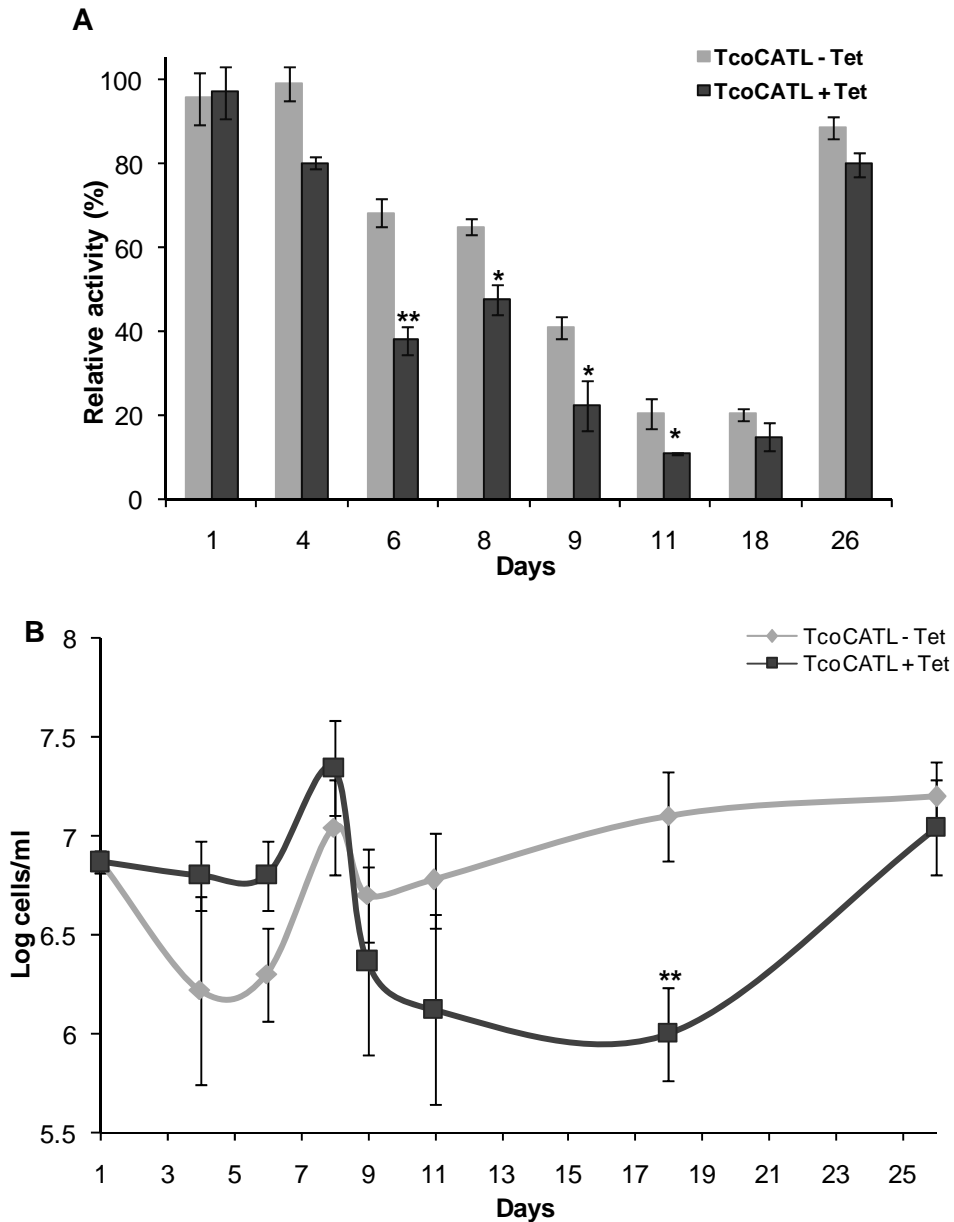 A
TcoCATL - Tet
TcoCATL + Tet
Relative activity (%)
100
80
60
40
20
0
**
*
*
*
1 4 6 8 9 11 18 26
Days
B
TcoCATL - Tet
TcoCATL + Tet
Log cells/ml
8
7.5
7
6.5
6
5.5
**
1 3 5 7 9 11 13 15 17 19 21 23 25
Days